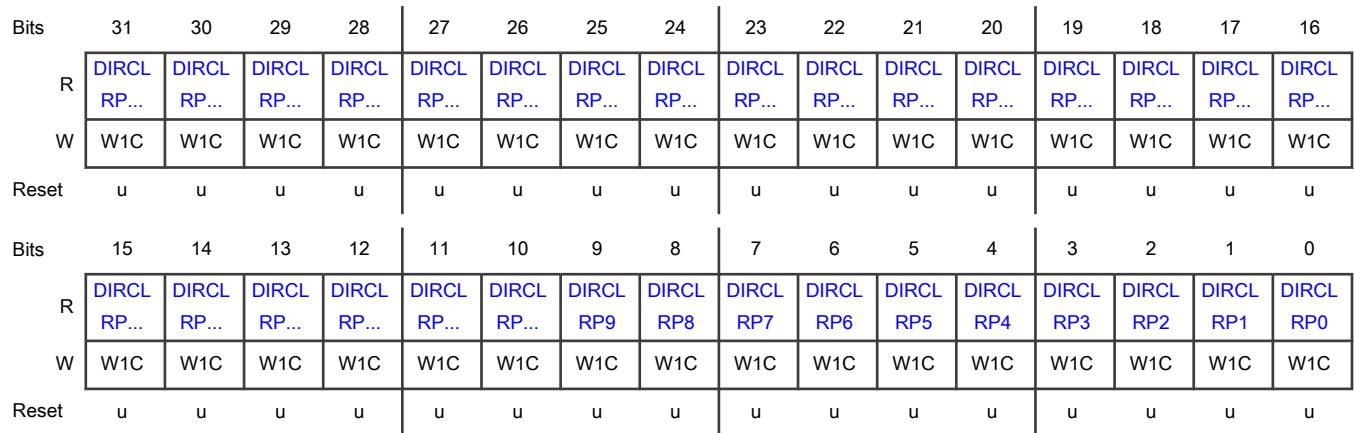 Bits 31 30 29 28 27 26 25 24 23 22 21 20 19 18 17 16
R DIRCL DIRCL DIRCL DIRCL DIRCL DIRCL DIRCL DIRCL DIRCL DIRCL DIRCL DIRCL DIRCL DIRCL DIRCL DIRCL
RP... RP... RP... RP... RP... RP... RP... RP... RP... RP... RP... RP... RP... RP... RP... RP...
W W1C W1C W1C W1C W1C W1C W1C W1C W1C W1C W1C W1C W1C W1C W1C W1C
Reset u u u u u u u u u u u u u u u u
Bits 15 14 13 12 11 10 9 8 7 6 5 4 3 2 1 0
R DIRCL DIRCL DIRCL DIRCL DIRCL DIRCL DIRCL DIRCL DIRCL DIRCL DIRCL DIRCL DIRCL DIRCL DIRCL DIRCL
RP... RP... RP... RP... RP... RP... RP9 RP8 RP7 RP6 RP5 RP4 RP3 RP2 RP1 RP0
W W1C W1C W1C W1C W1C W1C W1C W1C W1C W1C W1C W1C W1C W1C W1C W1C
Reset u u u u u u u u u u u u u u u u